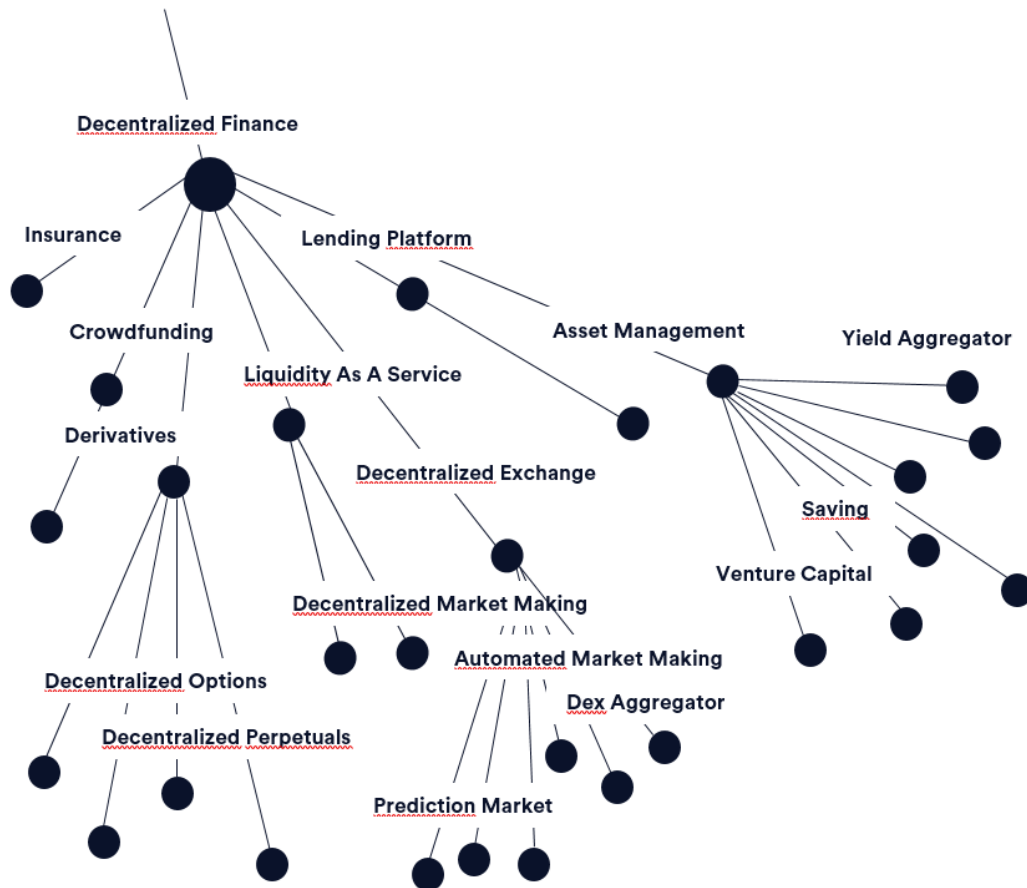 Decentralized Finance
Insurance
Lending Platform
Crowdfunding
Asset Management
Yield Aggregator
Liquidity As A Service
Derivatives
Decentralized Exchange
Saving
Venture Capital
Decentralized Market Making
Automated Market Making
Decentralized Options
Dex Aggregator
Decentralized Perpetuals
Prediction Market